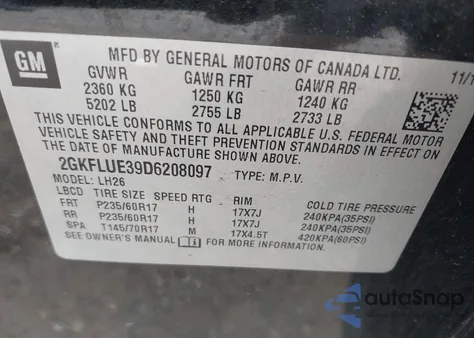 GM
MFD BY GENERAL MOTORS OF CANADA LTD. 11/1
GVWR GAWR FRT GAWR RR
2360 KG 1250 KG 1240 KG
5202 LB 2755 LB 2733 LB
THIS VEHICLE CONFORMS TO ALL APPLICABLE U.S. FEDERAL MOTOR
VEHICLE SAFETY AND THEFT PREVENTION STANDARDS IN EFFECT ON
THE DATE OF MANUFACTURE SHOWN ABOVE.
2GKFLUE39D6208097 TYPE: M.P.V.
MODEL: LH26
LBCD TIRE SIZE SPEED RTG RIM COLD TIRE PRESSURE
FRT P235/60R17 H 17X7J 240KPA(35PSI)
RR P235/60R17 H 17X7J 240KPA(35PSI)
SPA T145/70R17 M 17X4.5T 420KPA(60PSI)
SEE OWNER'S MANUAL
autoSnap